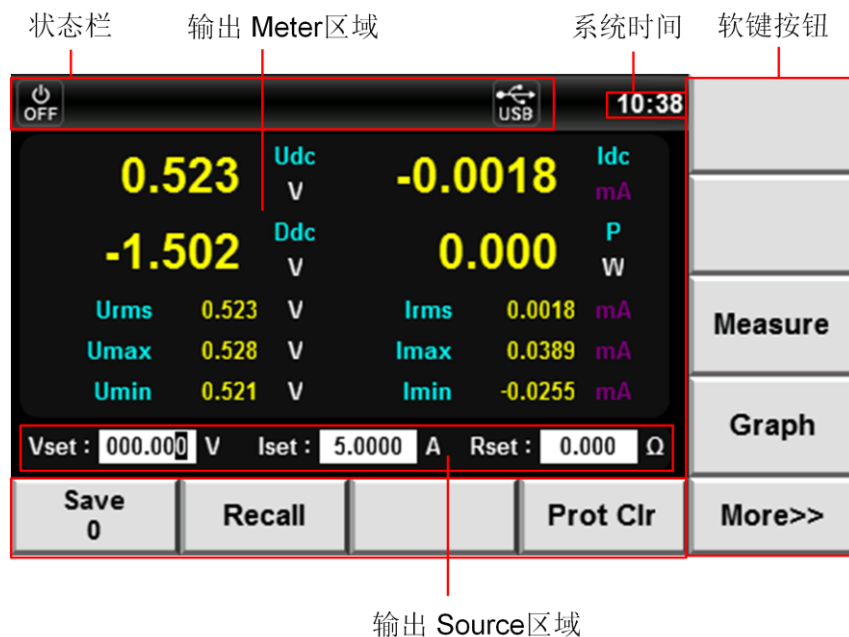 状态栏 输出 Meter区域 系统时间 软键按钮
OFF USB 10:38
0.523 Udc V -0.0018 Idc mA
-1.502 Ddc V 0.000 P W
Urms 0.523 V Irms 0.0018 mA
Umax 0.528 V Imax 0.0389 mA
Umin 0.521 V Imin -0.0255 mA
Measure
Graph
Vset : 000.000 V Iset : 5.0000 A Rset : 0.000 Ω
Save 0 Recall Prot Clr More>>
输出 Source区域